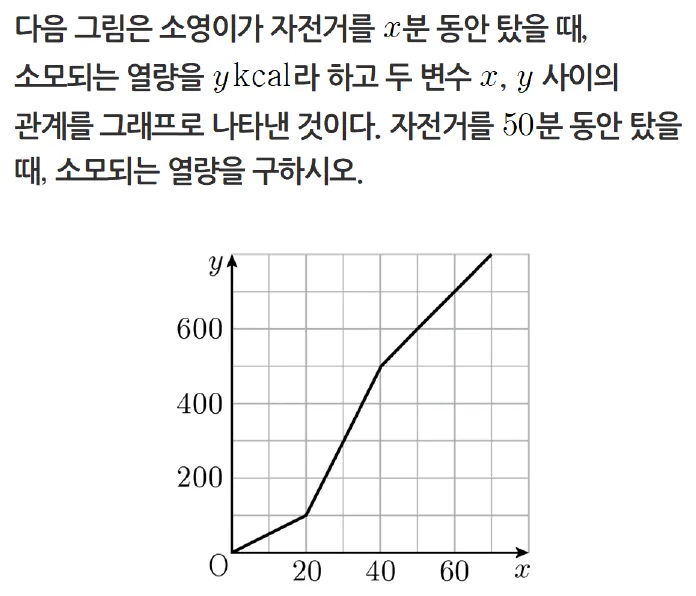 다음 그림은 소영이가 자전거를 x분 동안 탔을 때,
소모되는 열량을 y kcal라 하고 두 변수 x, y 사이의
관계를 그래프로 나타낸 것이다. 자전거를 50분 동안 탔을
때, 소모되는 열량을 구하시오.
y
600
400
200
O
20
40
60
x